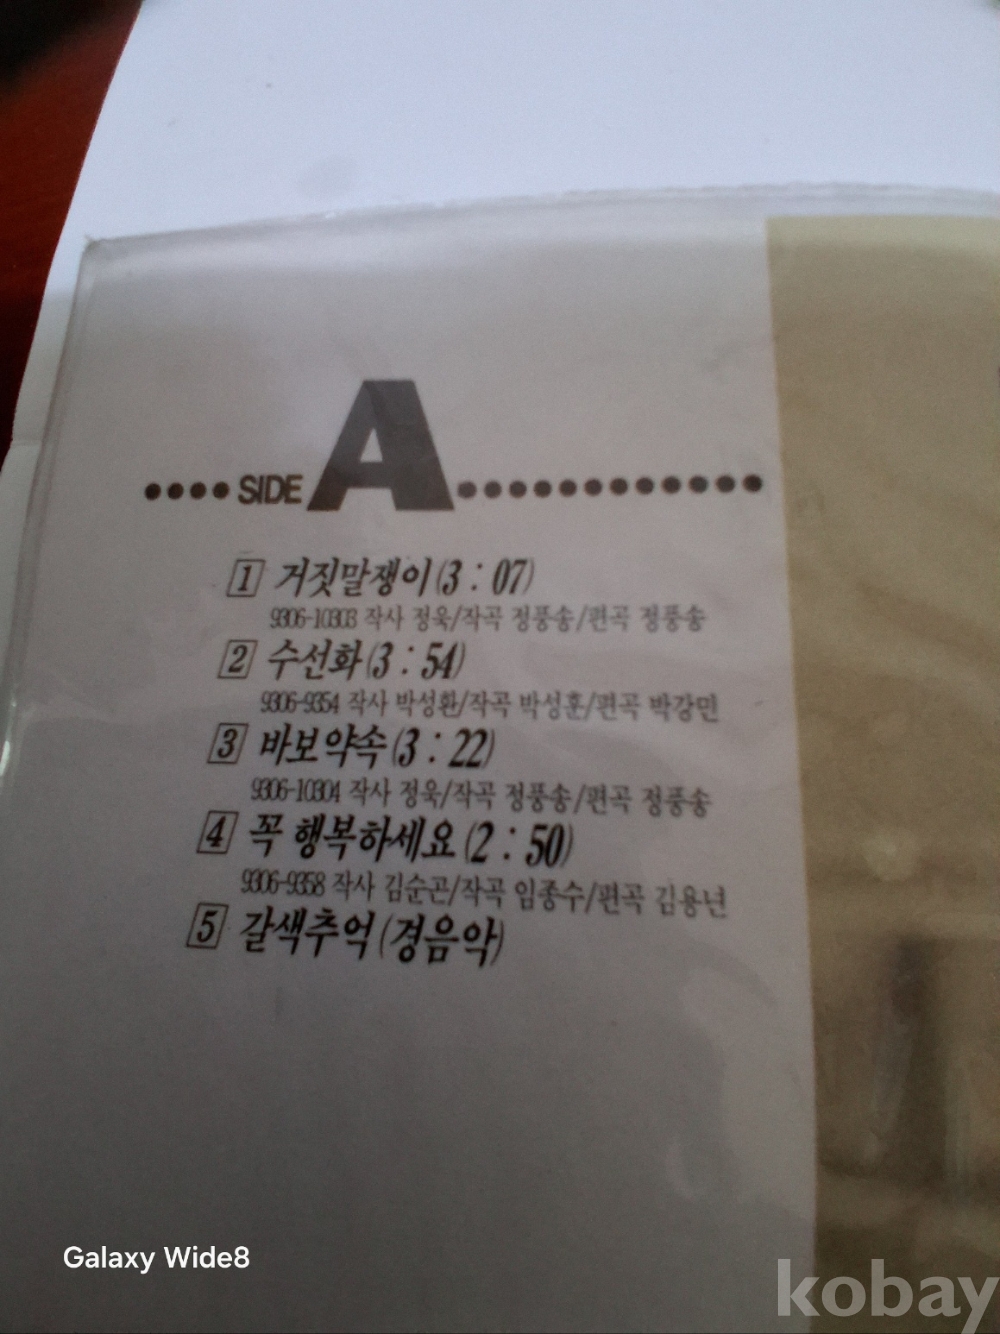 SIDE A
1 거짓말쟁이(3 : 07)
9306-10303 작사 정욱/작곡 정풍송/편곡 정풍송
2 수선화(3 : 54)
9306-9354 작사 박성환/작곡 박성훈/편곡 박강민
3 바보약속(3 : 22)
9306-10304 작사 정욱/작곡 정풍송/편곡 정풍송
4 꼭 행복하세요(2 : 50)
9306-9358 작사 김순곤/작곡 임종수/편곡 김용년
5 갈색추억(경음악)
Galaxy Wide8
kobay